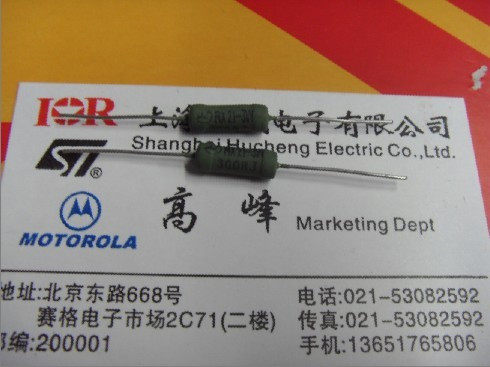 IOR
上海 电子有限公司
Shanghai Hucheng Electric Co.,Ltd.
ST ®
360RJ
高 峰
Marketing Dept
MOTOROLA
地址:北京东路668号
赛格电子市场2C71(二楼)
邮编:200001
电话:021-53082592
传真:021-53082592
手机:13651765806